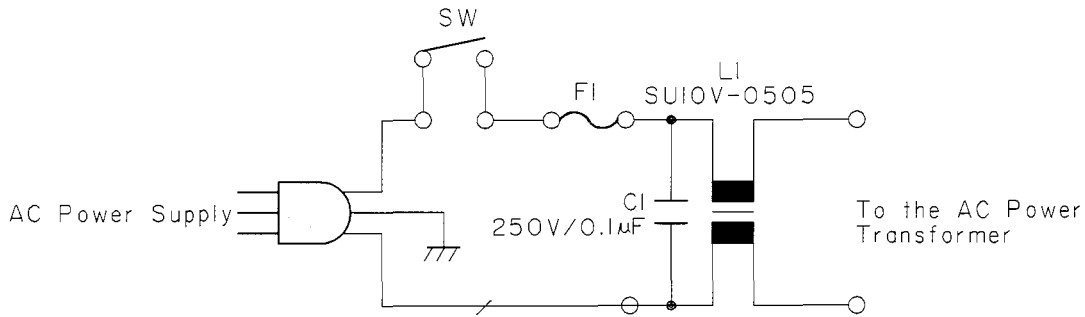 SW
L1
SU10V-0505
F1
AC Power Supply
C1
250V/0.1μF
To the AC Power
Transformer